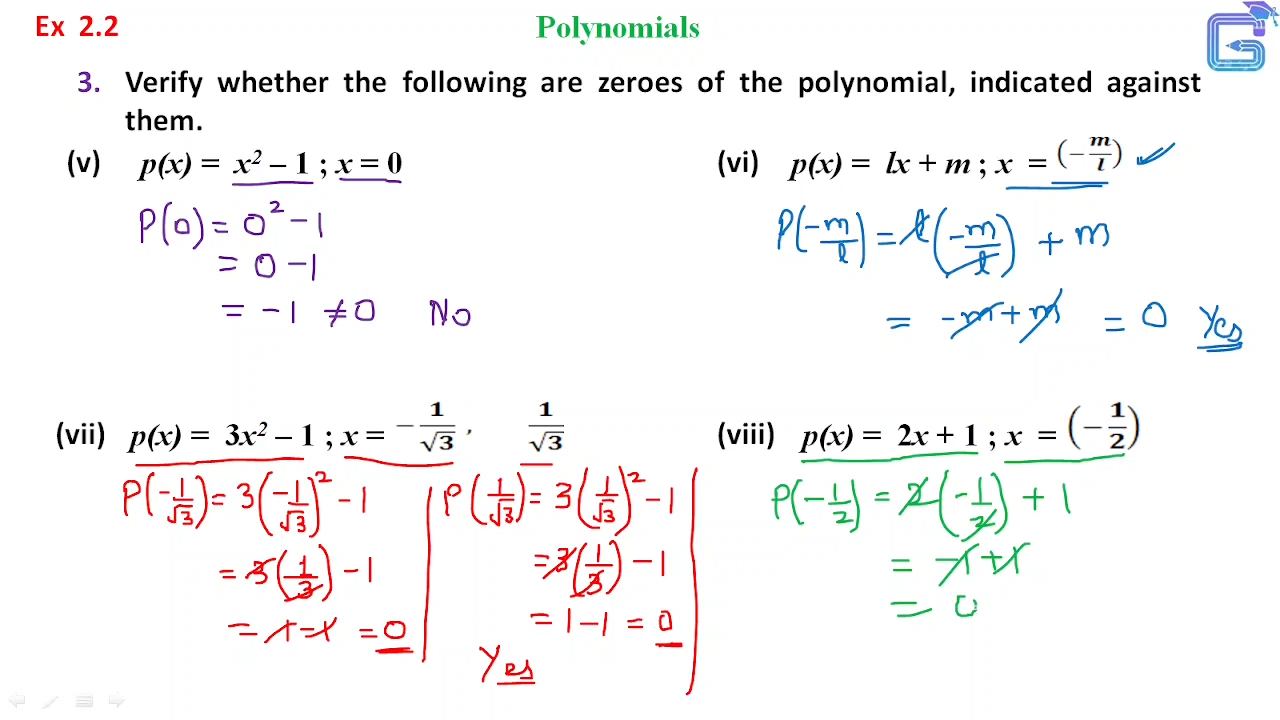 Ex 2.2
Polynomials
3. Verify whether the following are zeroes of the polynomial, indicated against
them.
(v) p(x) = x² – 1 ; x = 0
P(0) = 0² – 1
= 0 – 1
= – 1 ≠ 0 No
(vi) p(x) = lx + m ; x = (–m/l) ✓
P(–m/l) = l(–m/l) + m
= –m + m = 0 Yes
(vii) p(x) = 3x² – 1 ; x = –1/√3 , 1/√3
P(–1/√3) = 3(–1/√3)² – 1
= 3(1/3) – 1
= 1 – 1 = 0
P(1/√3) = 3(1/√3)² – 1
= 3(1/3) – 1
= 1 – 1 = 0
Yes
(viii) p(x) = 2x + 1 ; x = (–1/2)
P(–1/2) = 2(–1/2) + 1
= –1 + 1
= 0